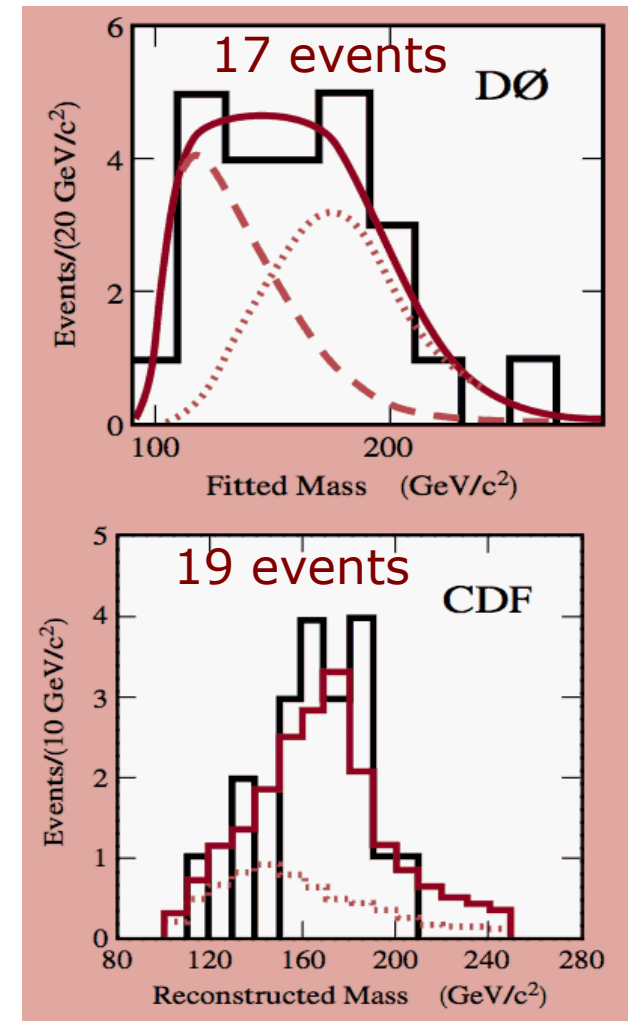 6
17 events
DØ
4
2
0
Events/(20 GeV/c²)
100 200
Fitted Mass (GeV/c²)
5
19 events
CDF
4
3
2
1
0
Events/(10 GeV/c²)
80 120 160 200 240 280
Reconstructed Mass (GeV/c²)